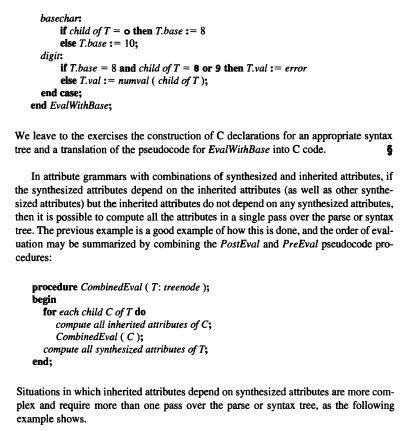 basechar:
if child of T = o then T.base := 8
else T.base := 10;
digit:
if T.base = 8 and child of T = 8 or 9 then T.val := error
else T.val := numval ( child of T );
end case;
end EvalWithBase;
We leave to the exercises the construction of C declarations for an appropriate syntax
tree and a translation of the pseudocode for EvalWithBase into C code. §
In attribute grammars with combinations of synthesized and inherited attributes, if
the synthesized attributes depend on the inherited attributes (as well as other synthe-
sized attributes) but the inherited attributes do not depend on any synthesized attributes,
then it is possible to compute all the attributes in a single pass over the parse or syntax
tree. The previous example is a good example of how this is done, and the order of eval-
uation may be summarized by combining the PostEval and PreEval pseudocode pro-
cedures:
procedure CombinedEval ( T: treenode );
begin
for each child C of T do
compute all inherited attributes of C;
CombinedEval ( C );
compute all synthesized attributes of T;
end;
Situations in which inherited attributes depend on synthesized attributes are more com-
plex and require more than one pass over the parse or syntax tree, as the following
example shows.